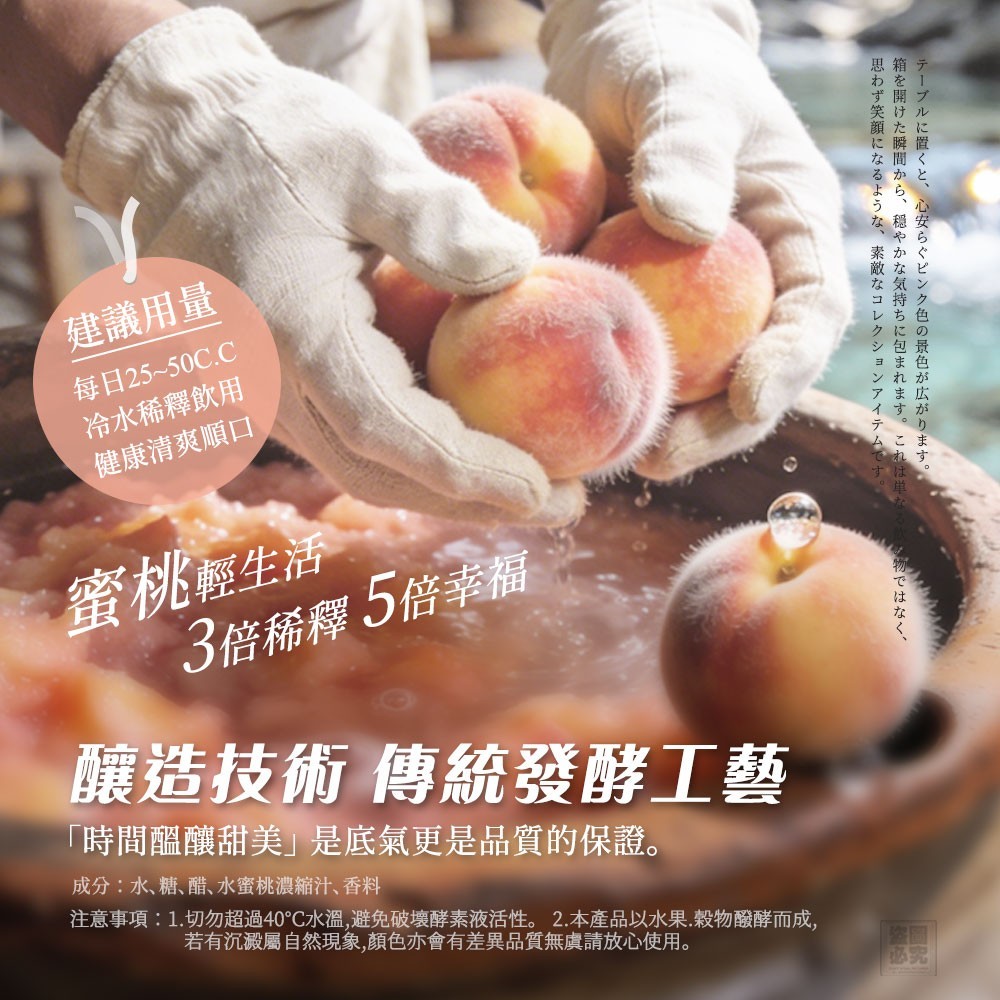 テーブルに置くと、心安らぐピンク色の景色が広がります。
箱を開けた瞬間から、穏やかな気持ちに包まれます。これは単なる飲み物ではなく、
思わず笑顔になるような、素敵なコレクションアイテムです。
建議用量
每日25~50C.C
冷水稀釋飲用
健康清爽順口
蜜桃輕生活
3倍稀釋 5倍幸福
釀造技術 傳統發酵工藝
「時間醞釀甜美」是底氣更是品質的保證。
成分：水、糖、醋、水蜜桃濃縮汁、香料
注意事項：1.切勿超過40°C水溫,避免破壞酵素液活性。 2.本產品以水果.穀物醱酵而成,
若有沉澱屬自然現象,顏色亦會有差異品質無虞請放心使用。
盜圖
必究